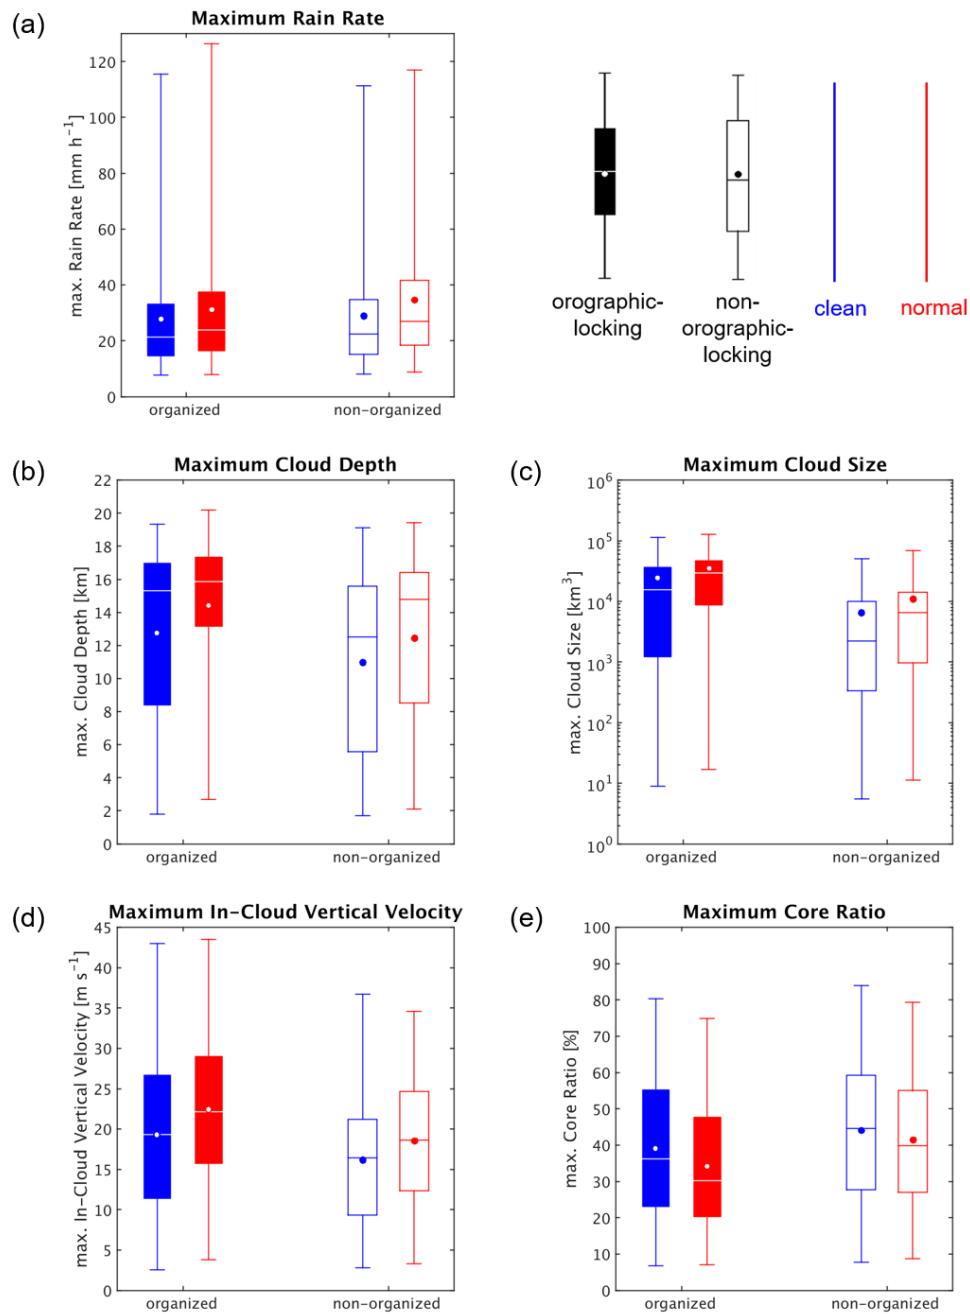 (a)
Maximum Rain Rate
max. Rain Rate [mm h⁻¹]
120
100
80
60
40
20
0
organized
non-organized
orographic-
locking
non-
orographic-
locking
clean
normal
(b)
Maximum Cloud Depth
max. Cloud Depth [km]
22
20
18
16
14
12
10
8
6
4
2
0
organized
non-organized
(c)
Maximum Cloud Size
max. Cloud Size [km³]
10⁶
10⁵
10⁴
10³
10²
10¹
10⁰
organized
non-organized
(d)
Maximum In-Cloud Vertical Velocity
max. In-Cloud Vertical Velocity [m s⁻¹]
45
40
35
30
25
20
15
10
5
0
organized
non-organized
(e)
Maximum Core Ratio
max. Core Ratio [%]
100
90
80
70
60
50
40
30
20
10
0
organized
non-organized